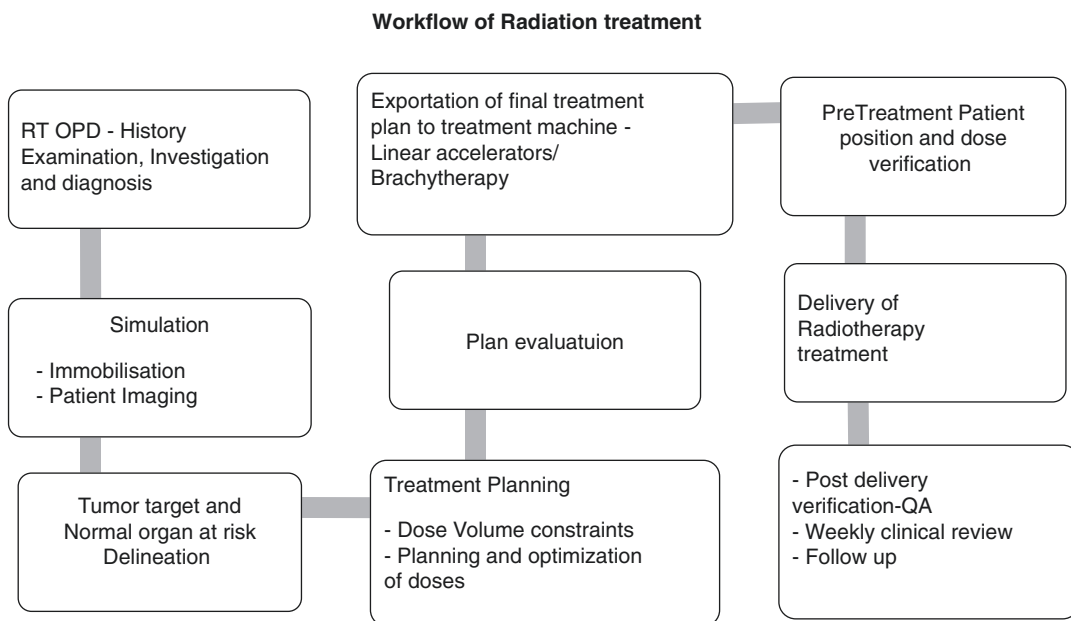 Workflow of Radiation treatment
RT OPD - History
Examination, Investigation
and diagnosis
Simulation
- Immobilisation
- Patient Imaging
Tumor target and
Normal organ at risk
Delineation
Treatment Planning
- Dose Volume constraints
- Planning and optimization
of doses
Plan evaluatuion
Exportation of final treatment
plan to treatment machine -
Linear accelerators/
Brachytherapy
PreTreatment Patient
position and dose
verification
Delivery of
Radiotherapy
treatment
- Post delivery
verification-QA
- Weekly clinical review
- Follow up